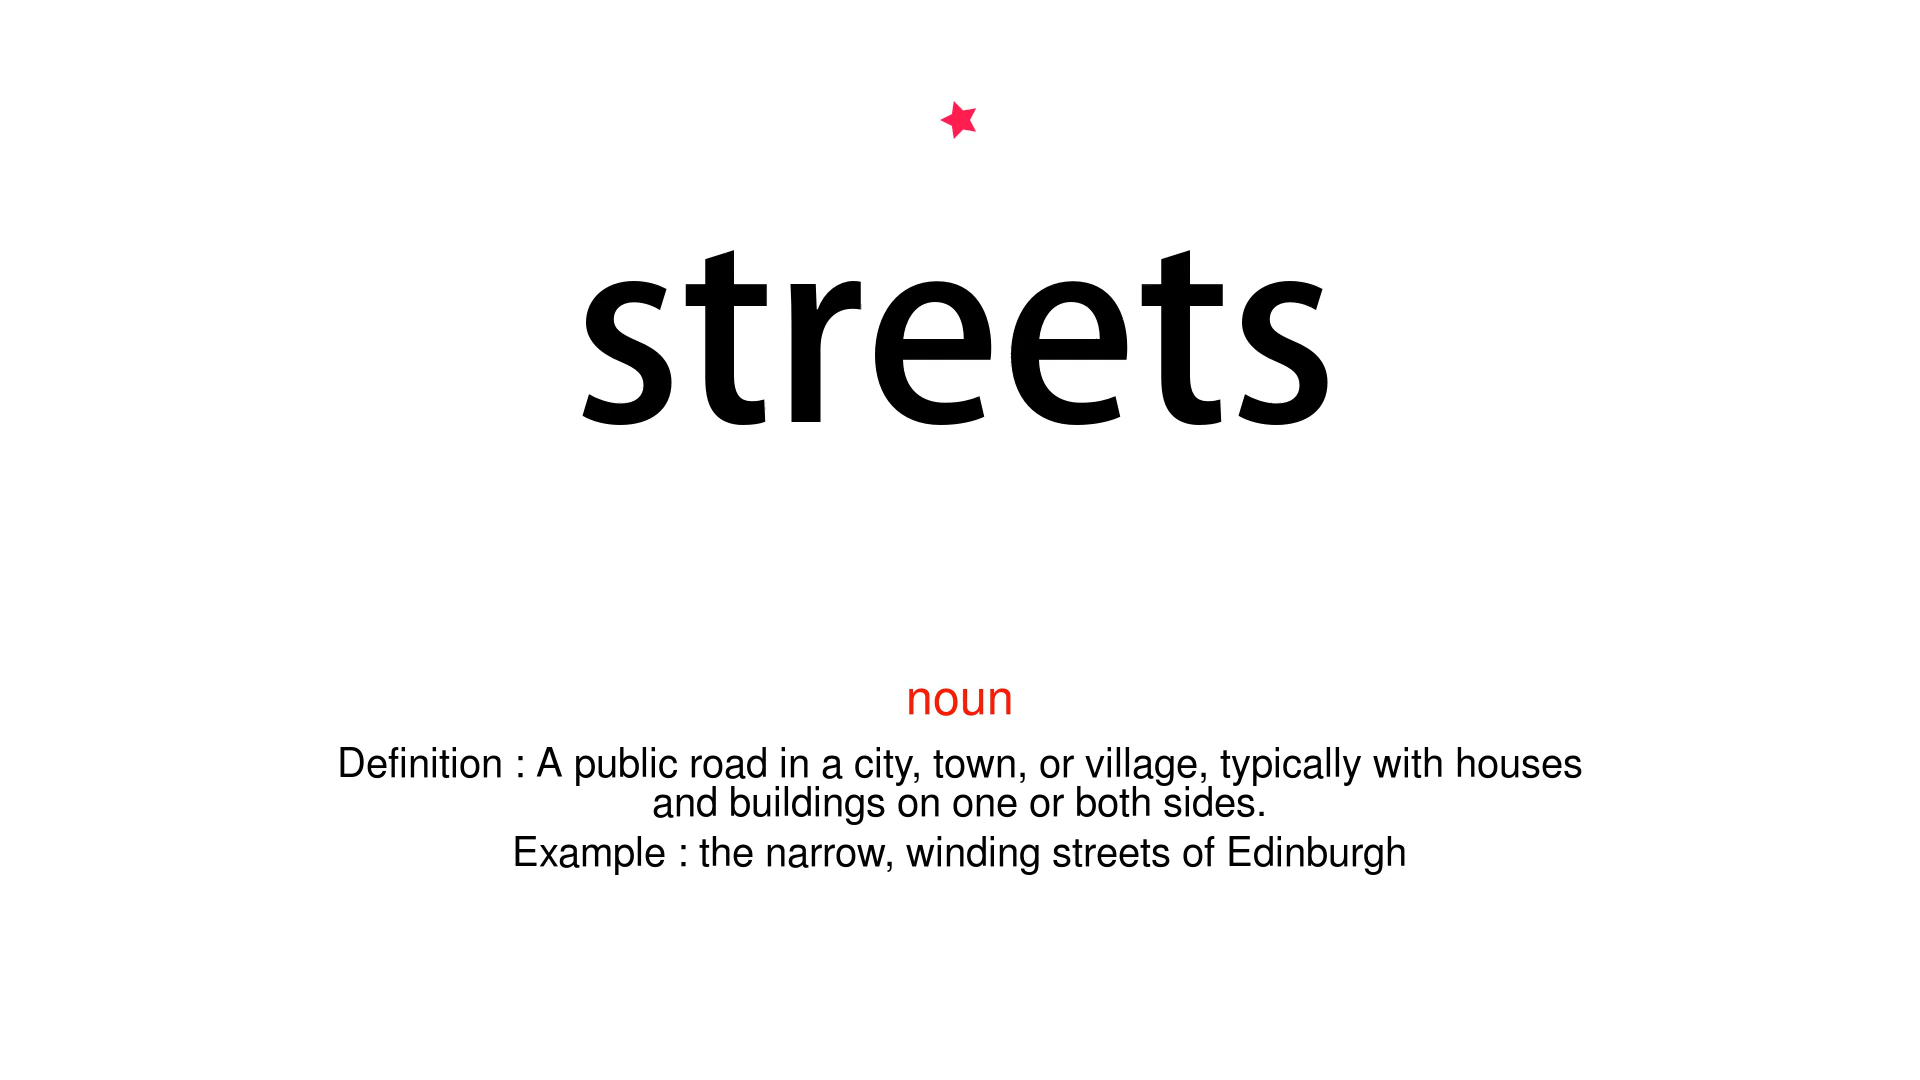 streets
noun
Definition : A public road in a city, town, or village, typically with houses
and buildings on one or both sides.
Example : the narrow, winding streets of Edinburgh